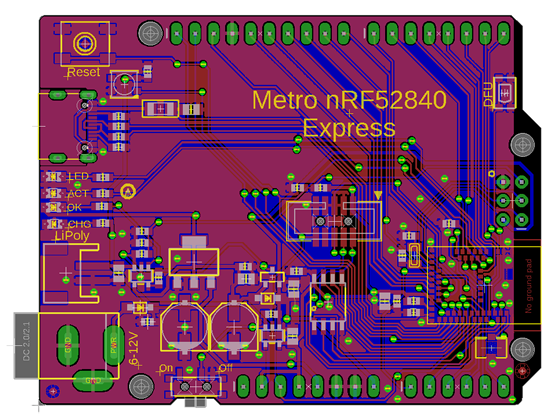 Reset
Metro nRF52840
Express
DFU
LED
ACT
OK
CHG
LiPoly
No ground pad
DC 2.0/2.1
GND
PWR
GND
6-12V
On
Off